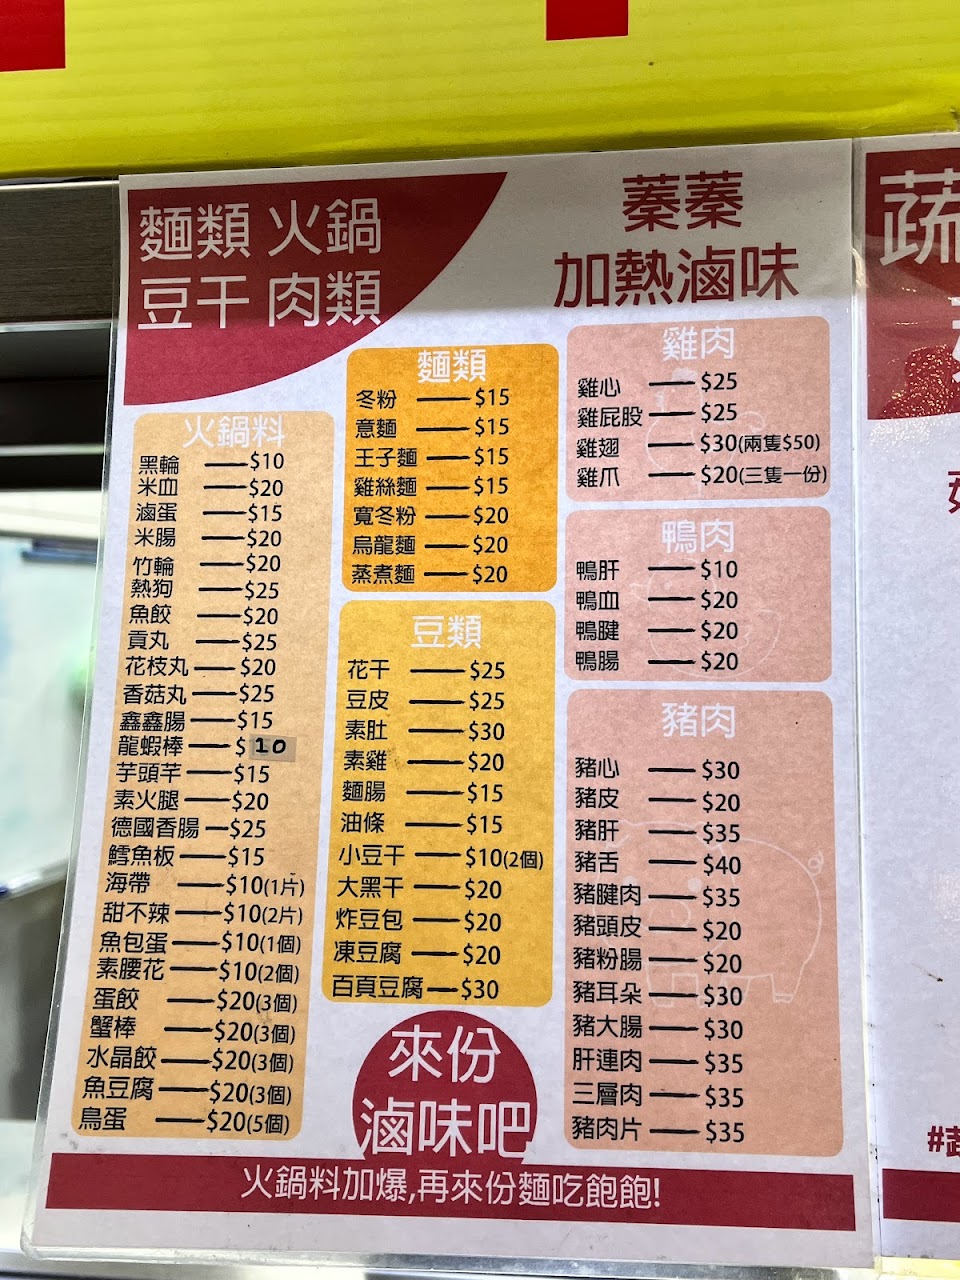 麵類 火鍋
豆干 肉類
蓁蓁
加熱滷味
火鍋料
黑輪 $10
米血 $20
滷蛋 $15
米腸 $20
竹輪 $20
熱狗 $25
魚餃 $20
貢丸 $25
花枝丸 $20
香菇丸 $25
鑫鑫腸 $15
龍蝦棒 $10
芋頭芊 $15
素火腿 $20
德國香腸 $25
鱈魚板 $15
海帶 $10(1片)
甜不辣 $10(2片)
魚包蛋 $10(1個)
素腰花 $10(2個)
蛋餃 $20(3個)
蟹棒 $20(3個)
水晶餃 $20(3個)
魚豆腐 $20(3個)
鳥蛋 $20(5個)
麵類
冬粉 $15
意麵 $15
王子麵 $15
雞絲麵 $15
寬冬粉 $20
烏龍麵 $20
蒸煮麵 $20
豆類
花干 $25
豆皮 $25
素肚 $30
素雞 $20
麵腸 $15
油條 $15
小豆干 $10(2個)
大黑干 $20
炸豆包 $20
凍豆腐 $20
百頁豆腐 $30
來份
滷味吧
雞肉
雞心 $25
雞屁股 $25
雞翅 $30(兩隻$50)
雞爪 $20(三隻一份)
鴨肉
鴨肝 $10
鴨血 $20
鴨腱 $20
鴨腸 $20
豬肉
豬心 $30
豬皮 $20
豬肝 $35
豬舌 $40
豬腱肉 $35
豬頭皮 $20
豬粉腸 $20
豬耳朵 $30
豬大腸 $30
肝連肉 $35
三層肉 $35
豬肉片 $35
火鍋料加爆,再來份麵吃飽飽!
蔬